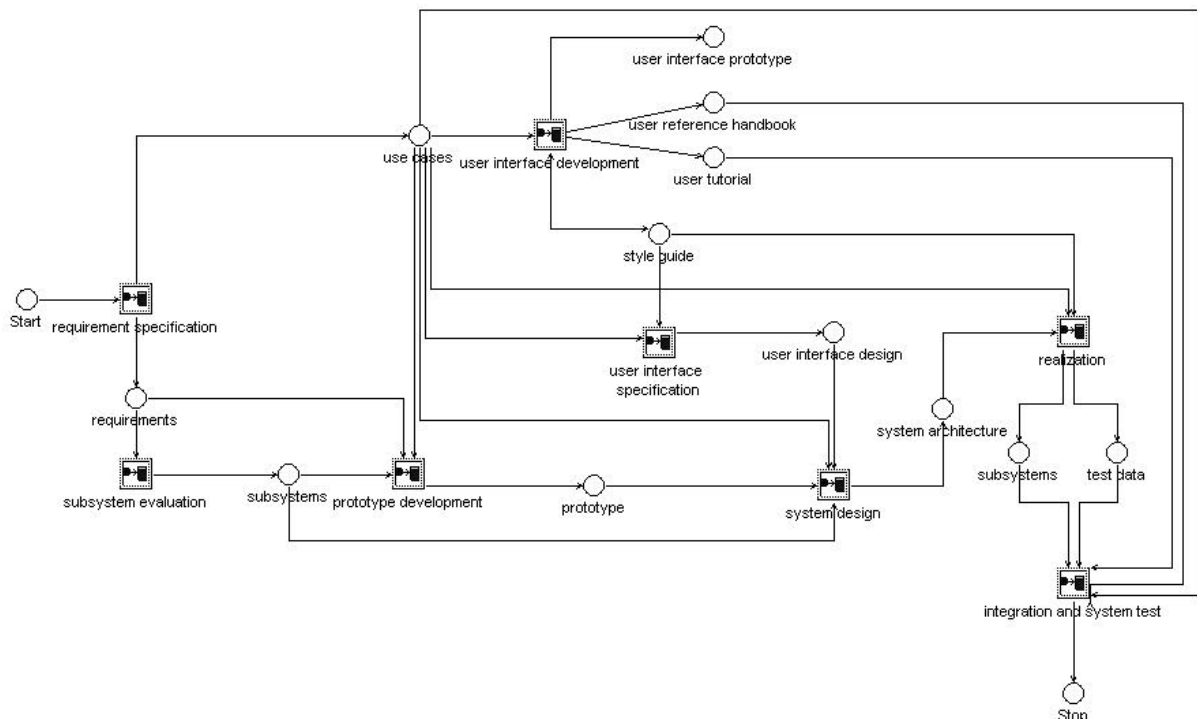 user interface prototype
user reference handbook
use cases
user interface development
user tutorial
style guide
Start
requirement specification
user interface
specification
user interface design
realization
requirements
system architecture
subsystem evaluation
subsystems
prototype development
prototype
system design
subsystems
test data
integration and system test
Stop